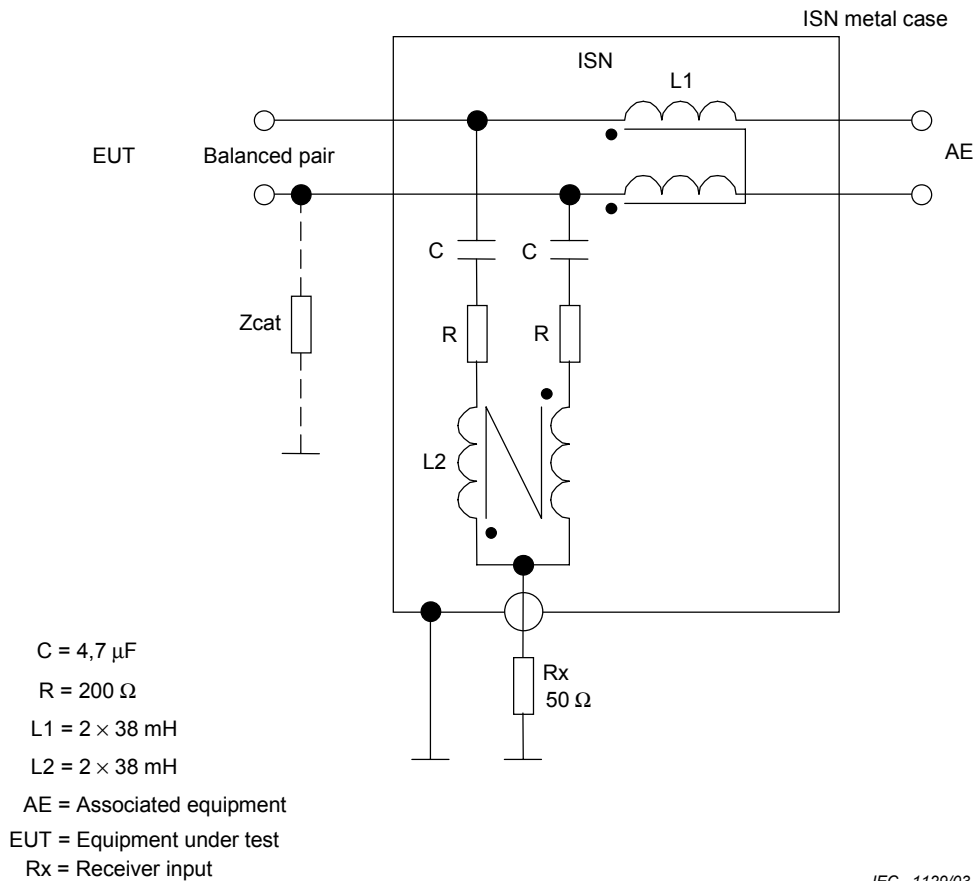 ISN metal case
ISN
L1
EUT
Balanced pair
AE
C
C
Zcat
R
R
L2
Rx
50 Ω
C = 4,7 μF
R = 200 Ω
L1 = 2 × 38 mH
L2 = 2 × 38 mH
AE = Associated equipment
EUT = Equipment under test
Rx = Receiver input